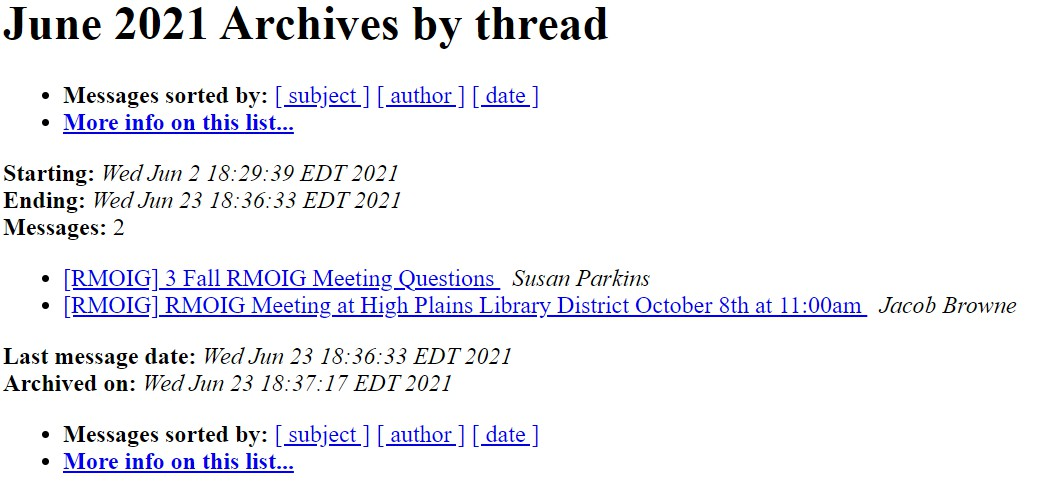 June 2021 Archives by thread
• Messages sorted by: [ subject ] [ author ] [ date ]
• More info on this list...
Starting: Wed Jun 2 18:29:39 EDT 2021
Ending: Wed Jun 23 18:36:33 EDT 2021
Messages: 2
• [RMOIG] 3 Fall RMOIG Meeting Questions Susan Parkins
• [RMOIG] RMOIG Meeting at High Plains Library District October 8th at 11:00am Jacob Browne
Last message date: Wed Jun 23 18:36:33 EDT 2021
Archived on: Wed Jun 23 18:37:17 EDT 2021
• Messages sorted by: [ subject ] [ author ] [ date ]
• More info on this list...